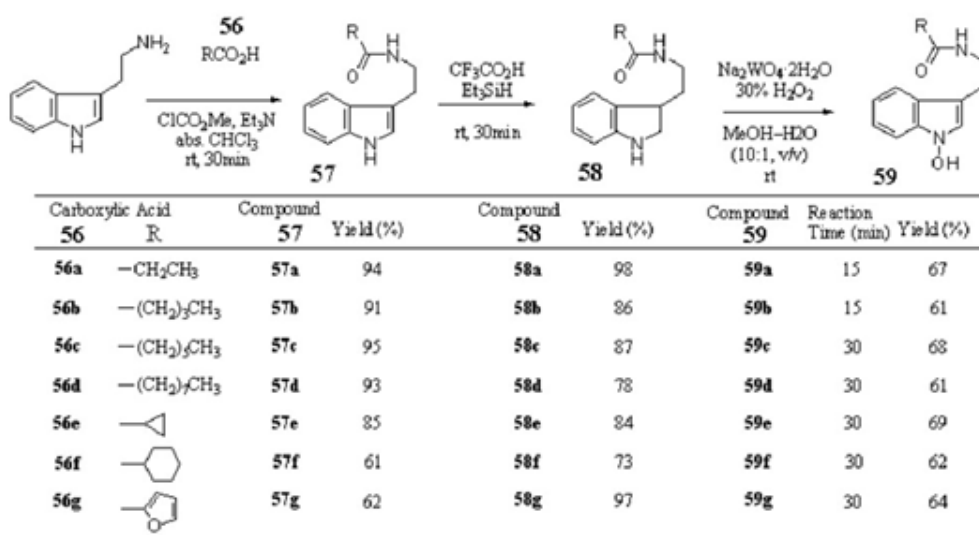 56
RCO2H
NH2
N
H
ClCO2Me, Et3N
abs. CHCl3
rt, 30min
R
H
N
O
N
H
57
CF3CO2H
Et3SiH
rt, 30min
R
H
N
O
N
H
58
Na2WO4·2H2O
30% H2O2
MeOH–H2O
(10:1, v/v)
rt
R
H
N
O
N
OH
59
Carboxylic Acid Compound Compound Compound Reaction
56 R 57 Yield (%) 58 Yield (%) 59 Time (min) Yield (%)
56a –CH2CH3 57a 94 58a 98 59a 15 67
56b –(CH2)3CH3 57b 91 58b 86 59b 15 61
56c –(CH2)5CH3 57c 95 58c 87 59c 30 68
56d –(CH2)7CH3 57d 93 58d 78 59d 30 61
56e 57e 85 58e 84 59e 30 69
56f 57f 61 58f 73 59f 30 62
56g O 57g 62 58g 97 59g 30 64